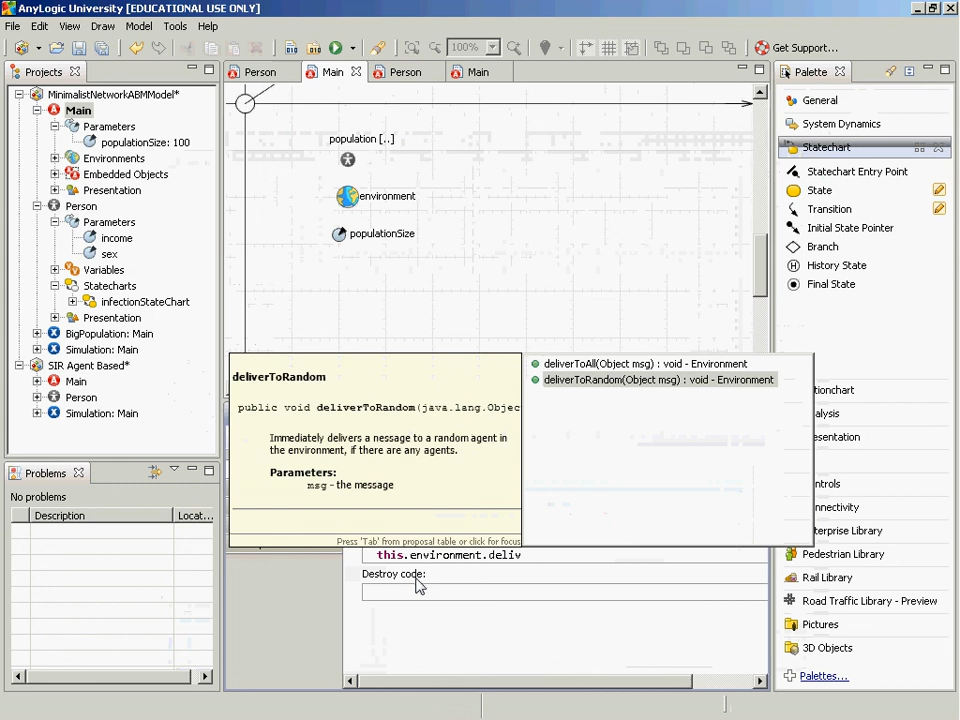 AnyLogic University [EDUCATIONAL USE ONLY]
File Edit View Draw Model Tools Help
100% Get Support...
Projects
Person Main Person Main
Palette
MinimalistNetworkABMModel*
Main
Parameters
populationSize: 100
Environments
Embedded Objects
Presentation
Person
Parameters
income
sex
Variables
Statecharts
infectionStateChart
Presentation
BigPopulation: Main
Simulation: Main
SIR Agent Based*
Main
Person
Simulation: Main
population [..]
environment
populationSize
General
System Dynamics
Statechart
Statechart Entry Point
State
Transition
Initial State Pointer
Branch
History State
Final State
tionchart
alysis
esentation
ntrols
nnectivity
terprise Library
Pedestrian Library
Rail Library
Road Traffic Library - Preview
Pictures
3D Objects
Palettes...
deliverToRandom
public void deliverToRandom(java.lang.Objec
Immediately delivers a nessage to a random agent in
the environment, if there are any agents.
Parameters:
msg - the message
Press 'Tab' from proposal table or click for focus
deliverToAll(Object msg) : void - Environment
deliverToRandom(Object msg) : void - Environment
this.environment.deliv
Destroy code:
Problems
No problems
Description Locat...